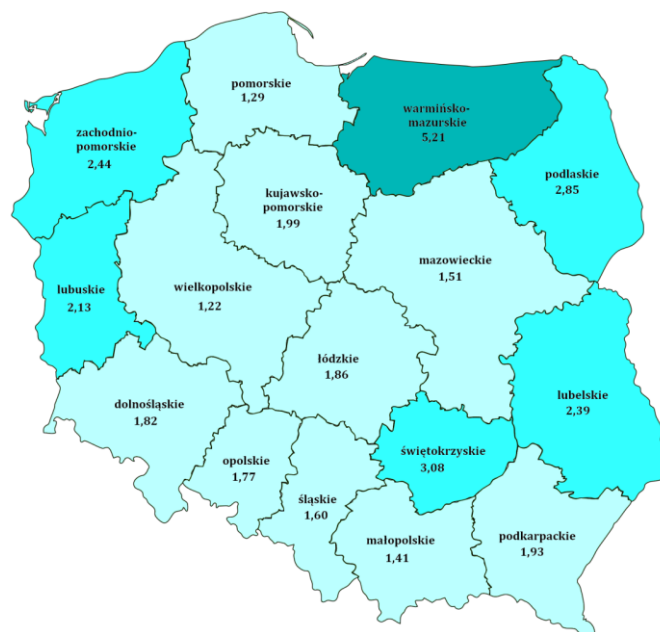 pomorskie
1,29
warmińsko-
mazurskie
5,21
zachodnio-
pomorskie
2,44
podlaskie
2,85
kujawsko-
pomorskie
1,99
mazowieckie
1,51
lubuskie
2,13
wielkopolskie
1,22
łódzkie
1,86
lubelskie
2,39
dolnośląskie
1,82
świętokrzyskie
3,08
opolskie
1,77
śląskie
1,60
małopolskie
1,41
podkarpackie
1,93